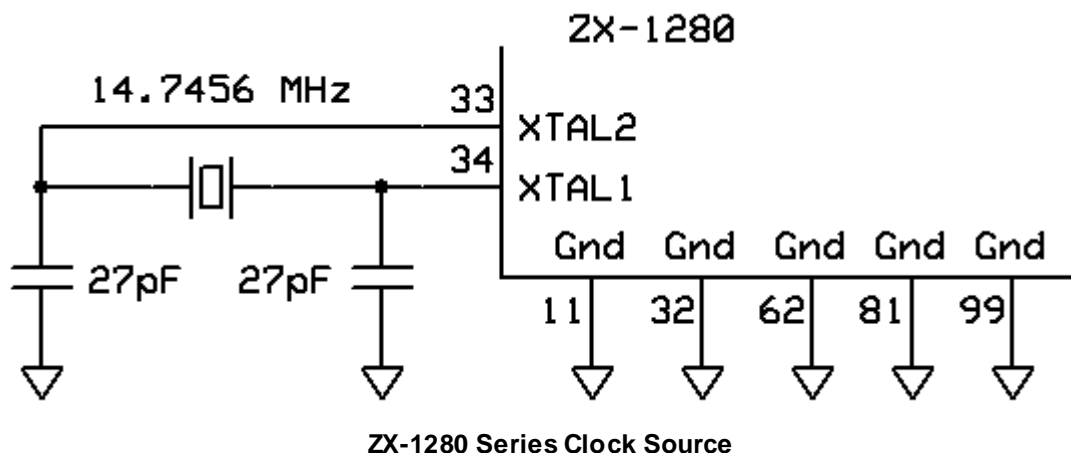 ZX-1280
14.7456 MHz
33
XTAL2
34
XTAL1
Gnd Gnd Gnd Gnd Gnd
27pF 27pF
11 32 62 81 99
ZX-1280 Series Clock Source